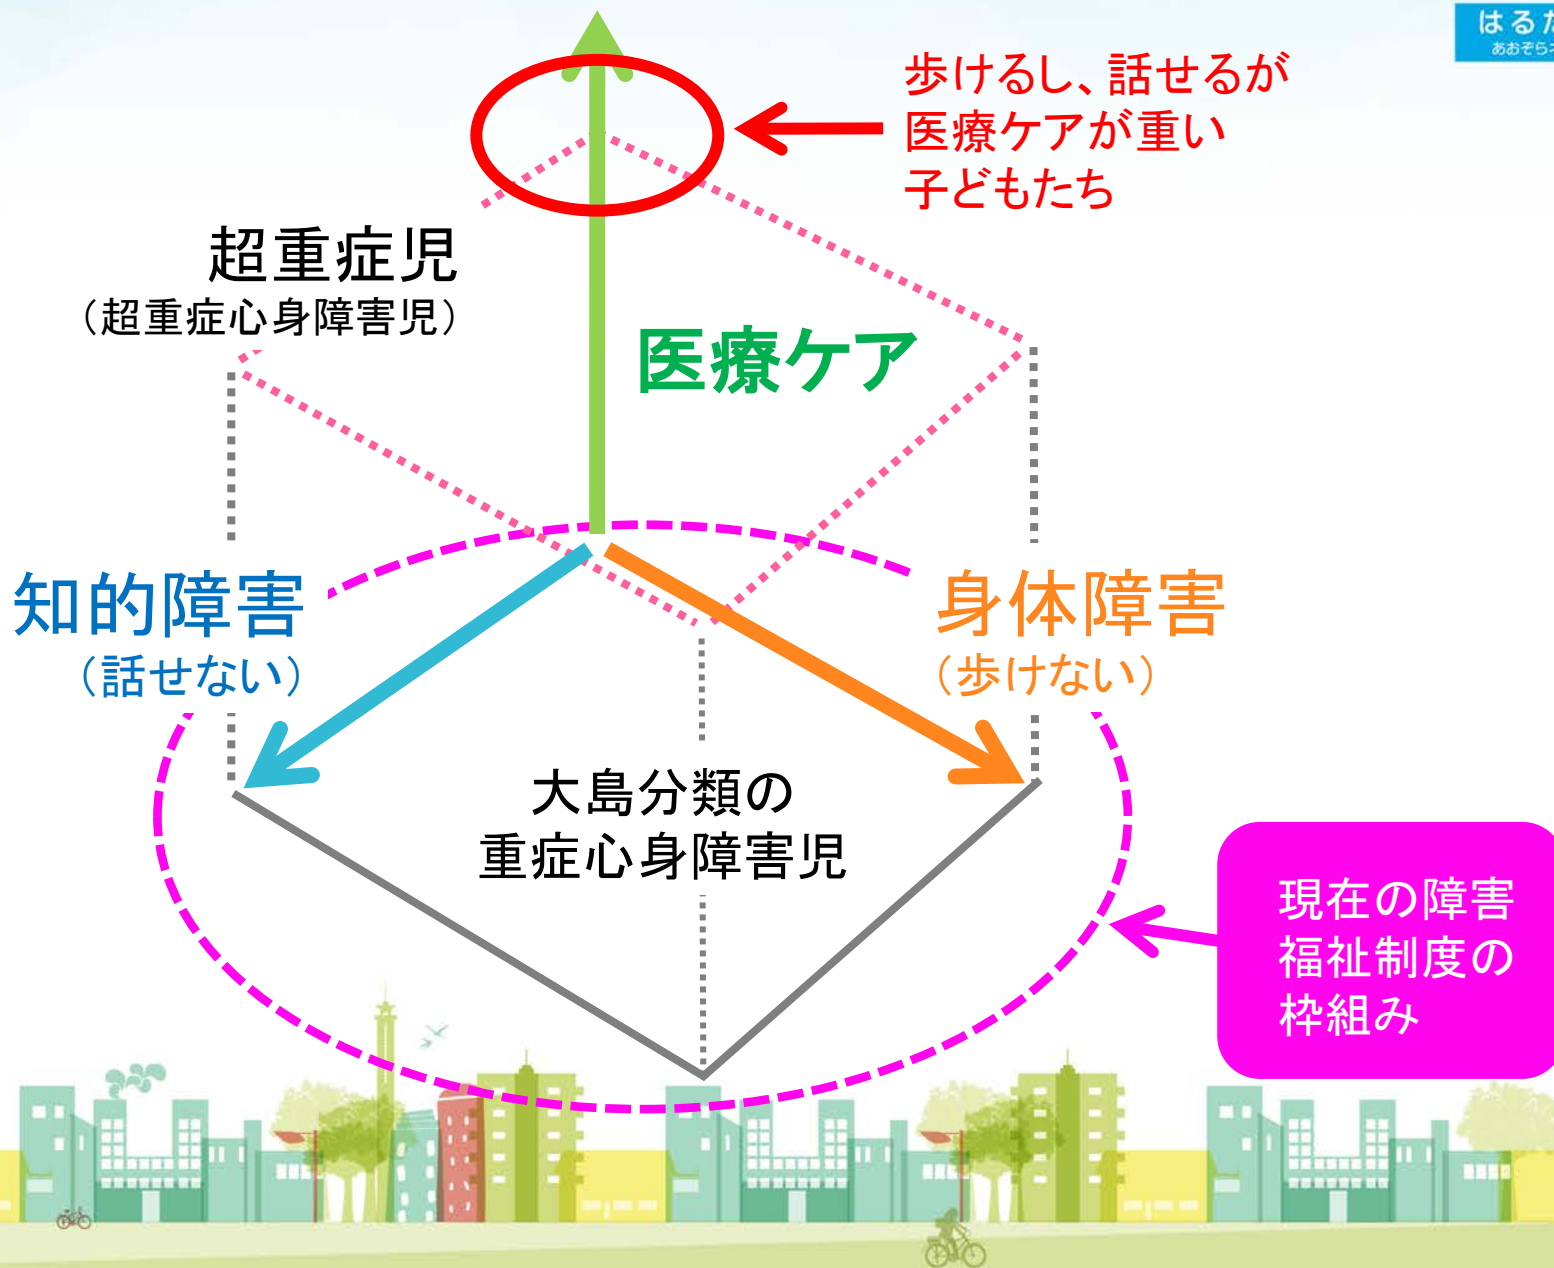 歩けるし、話せるが
医療ケアが重い
子どもたち
超重症児
（超重症心身障害児）
医療ケア
知的障害
（話せない）
身体障害
（歩けない）
大島分類の
重症心身障害児
現在の障害
福祉制度の
枠組み